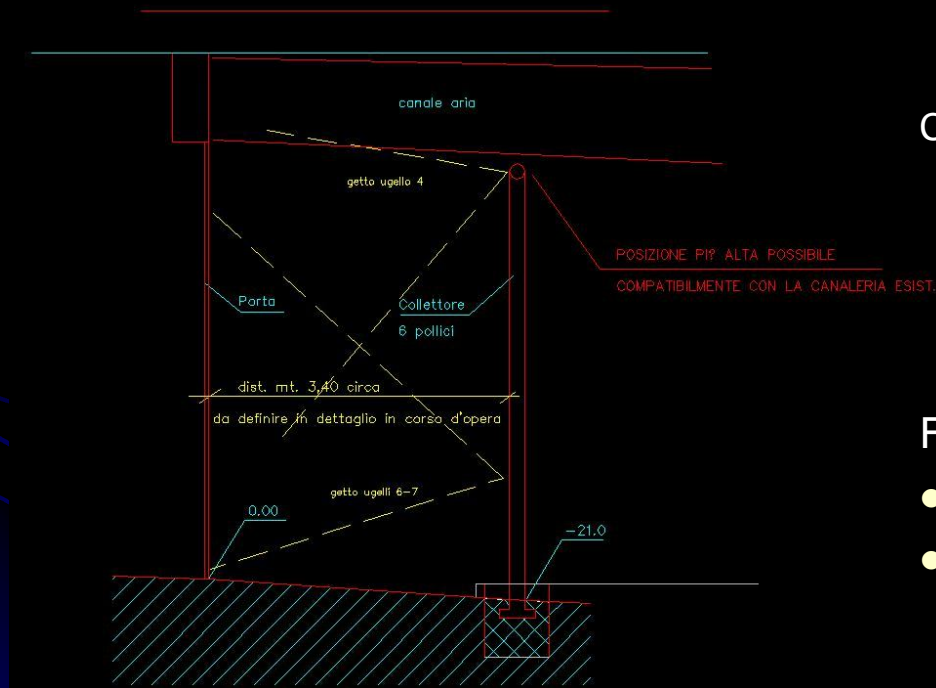 canale aria
getto ugello 4
POSIZIONE PI? ALTA POSSIBILE
COMPATIBILMENTE CON LA CANALERIA ESIST.
Porta
Collettore
6 pollici
dist. mt. 3,40 circa
da definire in dettaglio in corso d'opera
getto ugelli 6-7
0.00
-21.0